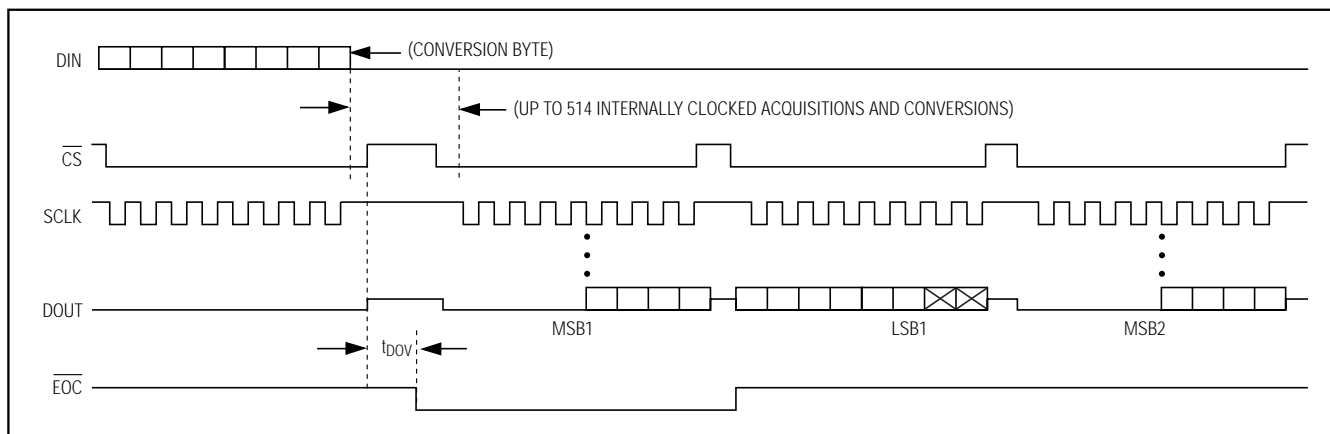 DIN
(CONVERSION BYTE)
(UP TO 514 INTERNALLY CLOCKED ACQUISITIONS AND CONVERSIONS)
CS
SCLK
DOUT
MSB1
LSB1
MSB2
tDOV
EOC